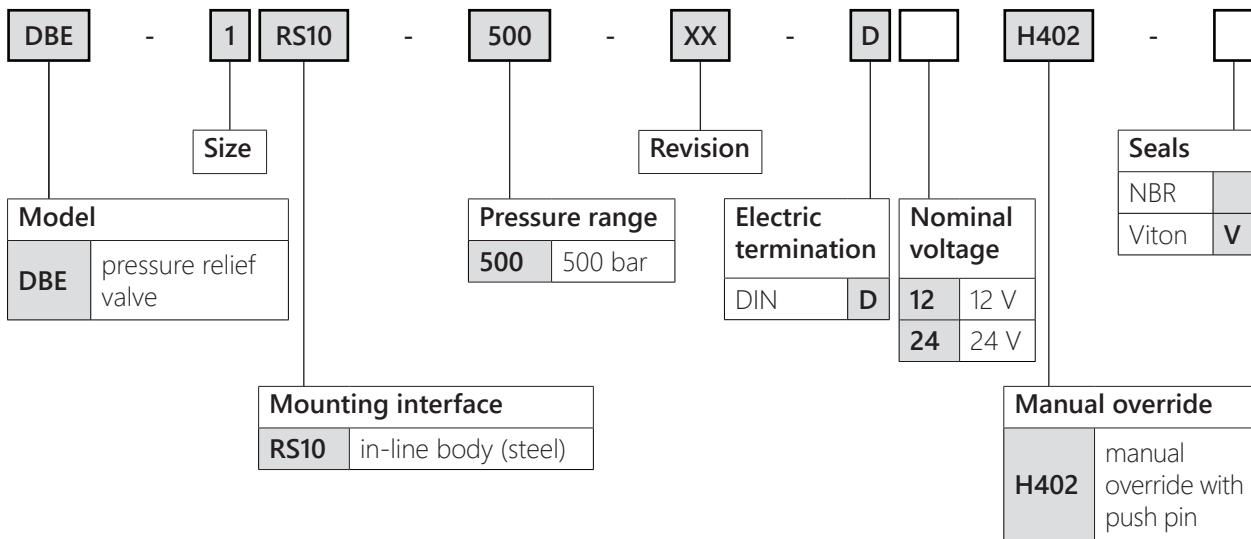 DBE - 1 RS10 - 500 - XX - D H402 -
Size
Revision
Seals
NBR
Viton V
Model
DBE pressure relief
valve
Pressure range
500 500 bar
Electric
termination
DIN D
Nominal
voltage
12 12 V
24 24 V
Mounting interface
RS10 in-line body (steel)
Manual override
H402 manual
override with
push pin